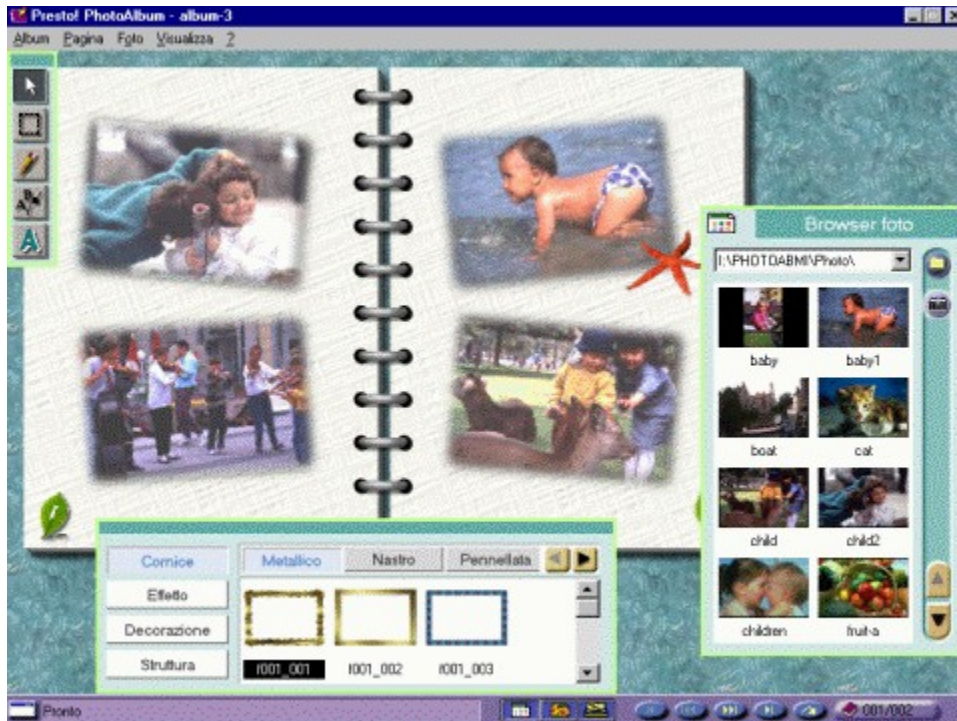 Presto! PhotoAlbum - album-3
Album Pagina Foto Visualizza ?
Browser foto
I:\PHOTOABMI\Photo\
baby baby1
boat cat
child child2
children fruit-a
Cornice Metallico Nastro Pennellata
Effetto
Decorazione
Struttura
f001_001 f001_002 f001_003
Pronto 001/002